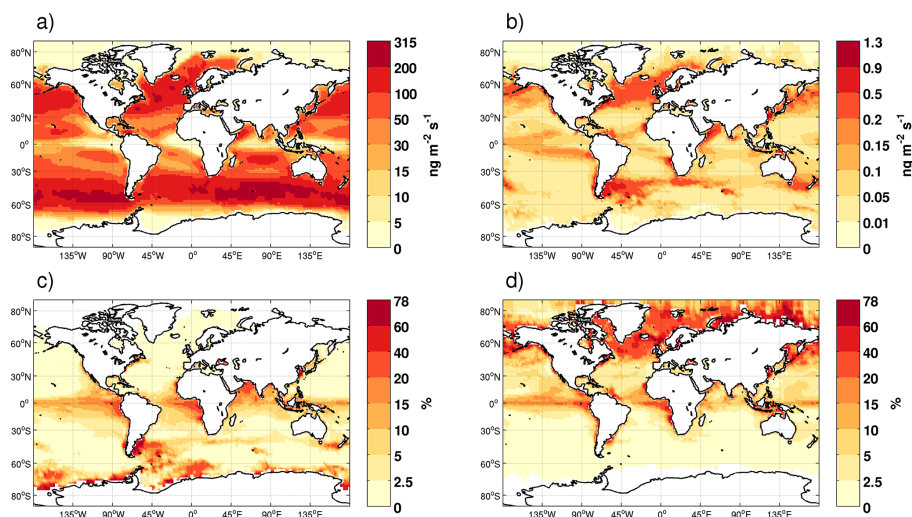 a)
80°N
60°N
30°N
0°
30°S
60°S
80°S
135°W 90°W 45°W 0° 45°E 90°E 135°E
315
200
100
50
30
15
10
5
0
ng m⁻² s⁻¹
b)
80°N
60°N
30°N
0°
30°S
60°S
80°S
135°W 90°W 45°W 0° 45°E 90°E 135°E
1.3
0.9
0.5
0.2
0.15
0.1
0.05
0.01
0
ng m⁻² s⁻¹
c)
80°N
60°N
30°N
0°
30°S
60°S
80°S
135°W 90°W 45°W 0° 45°E 90°E 135°E
78
60
40
20
15
10
5
2.5
0
%
d)
80°N
60°N
30°N
0°
30°S
60°S
80°S
135°W 90°W 45°W 0° 45°E 90°E 135°E
78
60
40
20
15
10
5
2.5
0
%